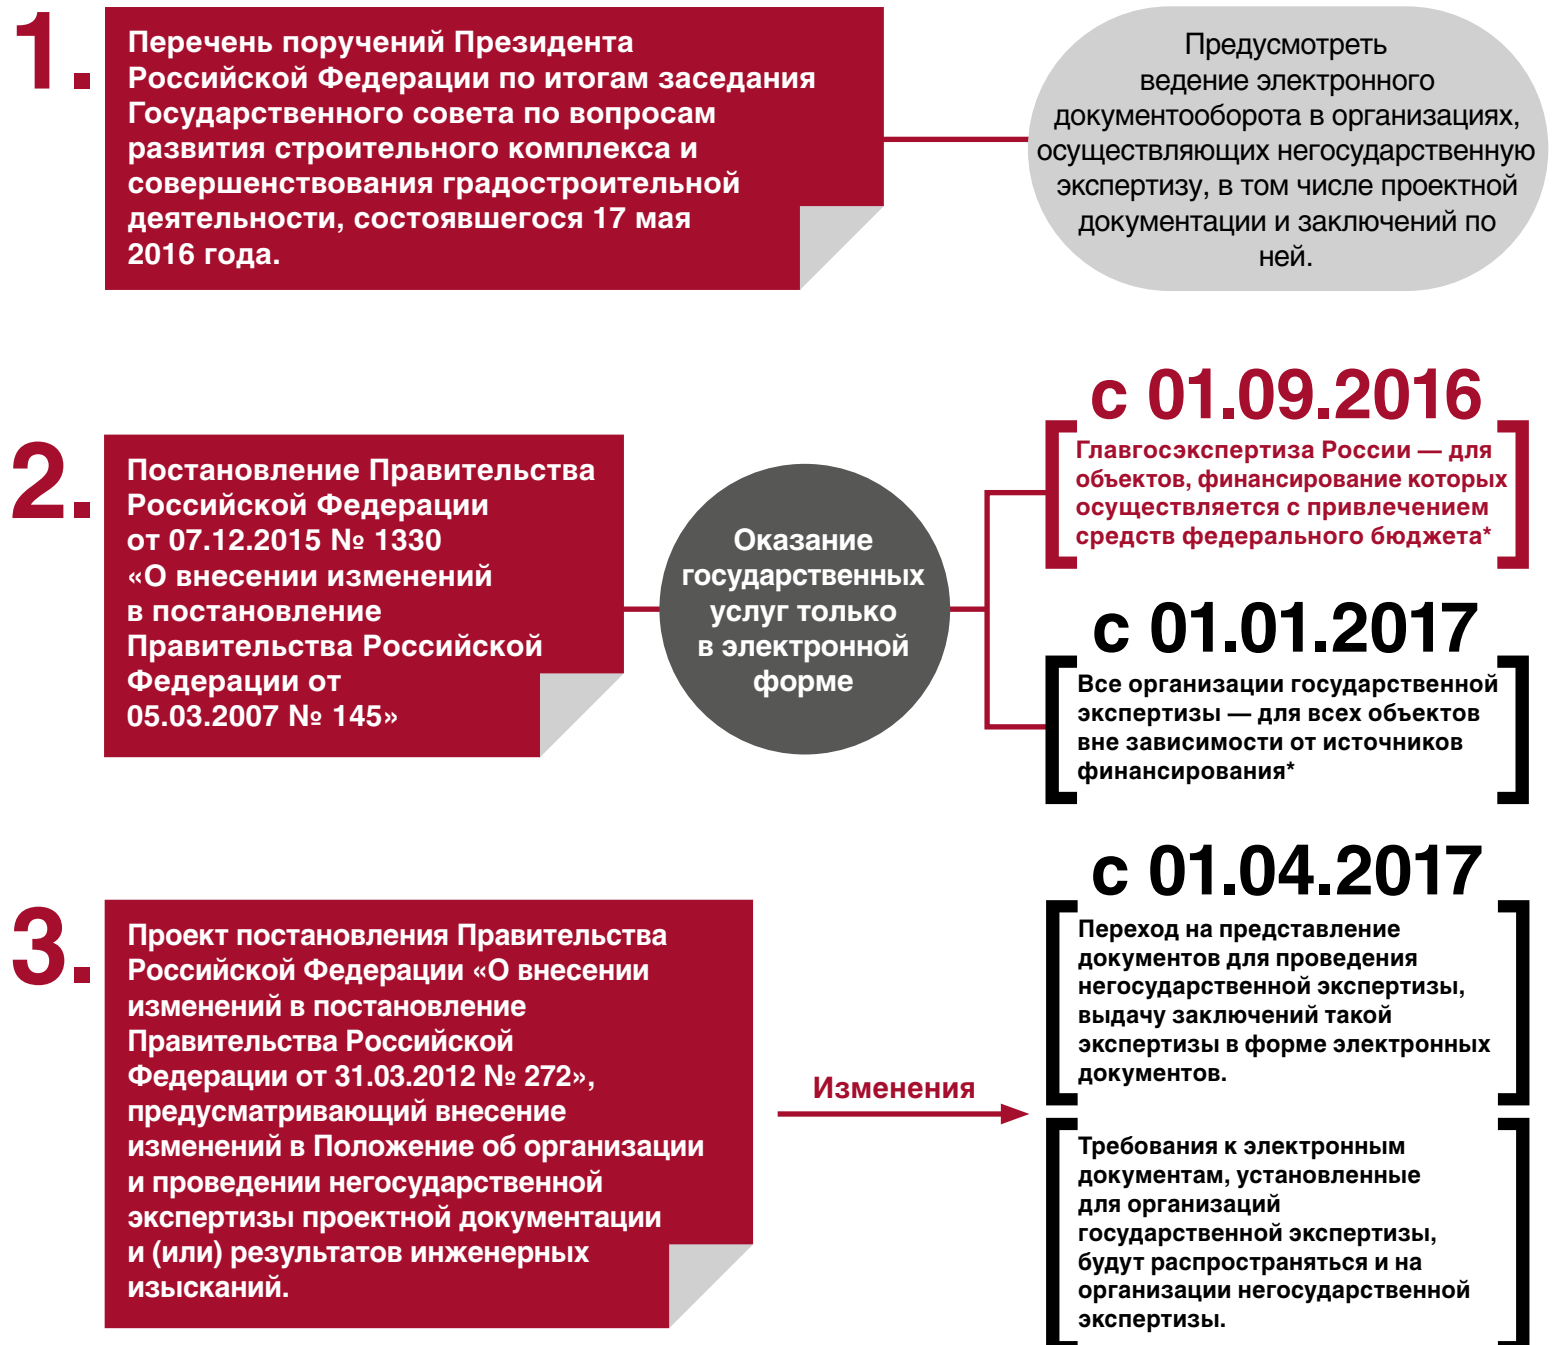 1.
Перечень поручений Президента
Российской Федерации по итогам заседания
Государственного совета по вопросам
развития строительного комплекса и
совершенствования градостроительной
деятельности, состоявшегося 17 мая
2016 года.
Предусмотреть
ведение электронного
документооборота в организациях,
осуществляющих негосударственную
экспертизу, в том числе проектной
документации и заключений по
ней.
2.
Постановление Правительства
Российской Федерации
от 07.12.2015 № 1330
«О внесении изменений
в постановление
Правительства Российской
Федерации от
05.03.2007 № 145»
Оказание
государственных
услуг только
в электронной
форме
с 01.09.2016
Главгосэкспертиза России — для
объектов, финансирование которых
осуществляется с привлечением
средств федерального бюджета*
с 01.01.2017
Все организации государственной
экспертизы — для всех объектов
вне зависимости от источников
финансирования*
3.
Проект постановления Правительства
Российской Федерации «О внесении
изменений в постановление
Правительства Российской
Федерации от 31.03.2012 № 272»,
предусматривающий внесение
изменений в Положение об организации
и проведении негосударственной
экспертизы проектной документации
и (или) результатов инженерных
изысканий.
Изменения
с 01.04.2017
Переход на представление
документов для проведения
негосударственной экспертизы,
выдачу заключений такой
экспертизы в форме электронных
документов.
Требования к электронным
документам, установленные
для организаций
государственной экспертизы,
будут распространяться и на
организации негосударственной
экспертизы.